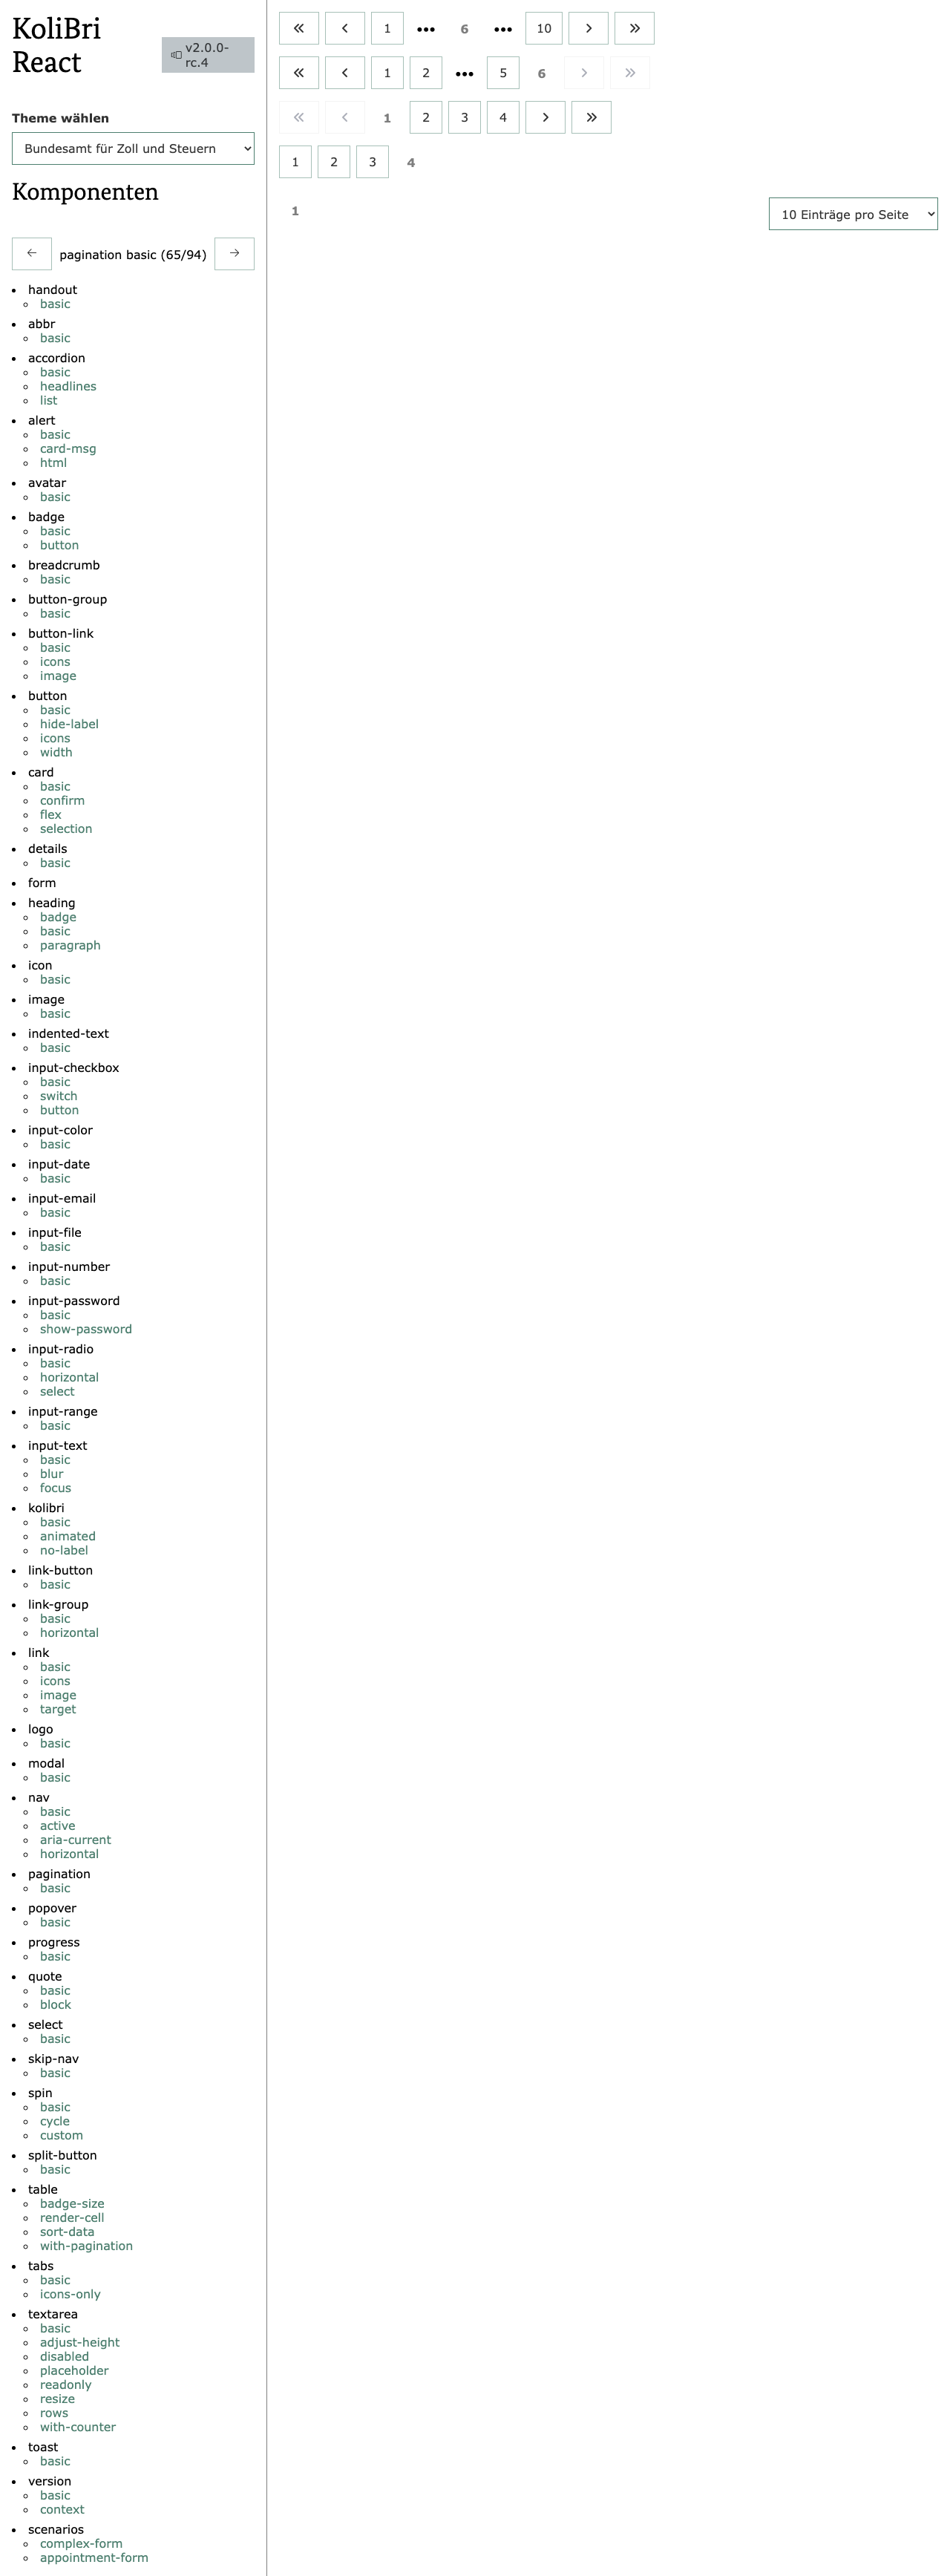 KoliBri
React
v2.0.0-
rc.4
Theme wählen
Bundesamt für Zoll und Steuern
Komponenten
pagination basic (65/94)
handout
basic
abbr
basic
accordion
basic
headlines
list
alert
basic
card-msg
html
avatar
basic
badge
basic
button
breadcrumb
basic
button-group
basic
button-link
basic
icons
image
button
basic
hide-label
icons
width
card
basic
confirm
flex
selection
details
basic
form
heading
badge
basic
paragraph
icon
basic
image
basic
indented-text
basic
input-checkbox
basic
switch
button
input-color
basic
input-date
basic
input-email
basic
input-file
basic
input-number
basic
input-password
basic
show-password
input-radio
basic
horizontal
select
input-range
basic
input-text
basic
blur
focus
kolibri
basic
animated
no-label
link-button
basic
link-group
basic
horizontal
link
basic
icons
image
target
logo
basic
modal
basic
nav
basic
active
aria-current
horizontal
pagination
basic
popover
basic
progress
basic
quote
basic
block
select
basic
skip-nav
basic
spin
basic
cycle
custom
split-button
basic
table
badge-size
render-cell
sort-data
with-pagination
tabs
basic
icons-only
textarea
basic
adjust-height
disabled
placeholder
readonly
resize
rows
with-counter
toast
basic
version
basic
context
scenarios
complex-form
appointment-form
1 ••• 6 ••• 10
1 2 ••• 5 6
1 2 3 4
1 2 3 4
1 10 Einträge pro Seite